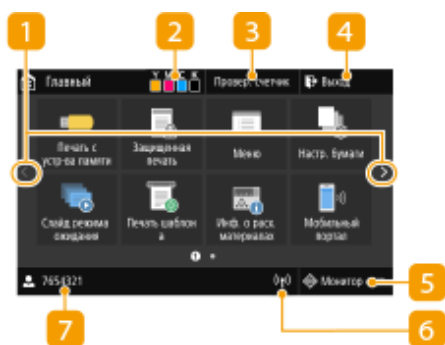 1
2
3
4
Главный
Y M C K
Провер. счетчик
Выход
Печать с
устр-ва памяти
Защищенная
печать
Меню
Настр. бумаги
Слайд режима
ожидания
Печать шаблон
а
Инф. о расх.
материалах
Мобильный
портал
7654321
Монитор
5
7
6